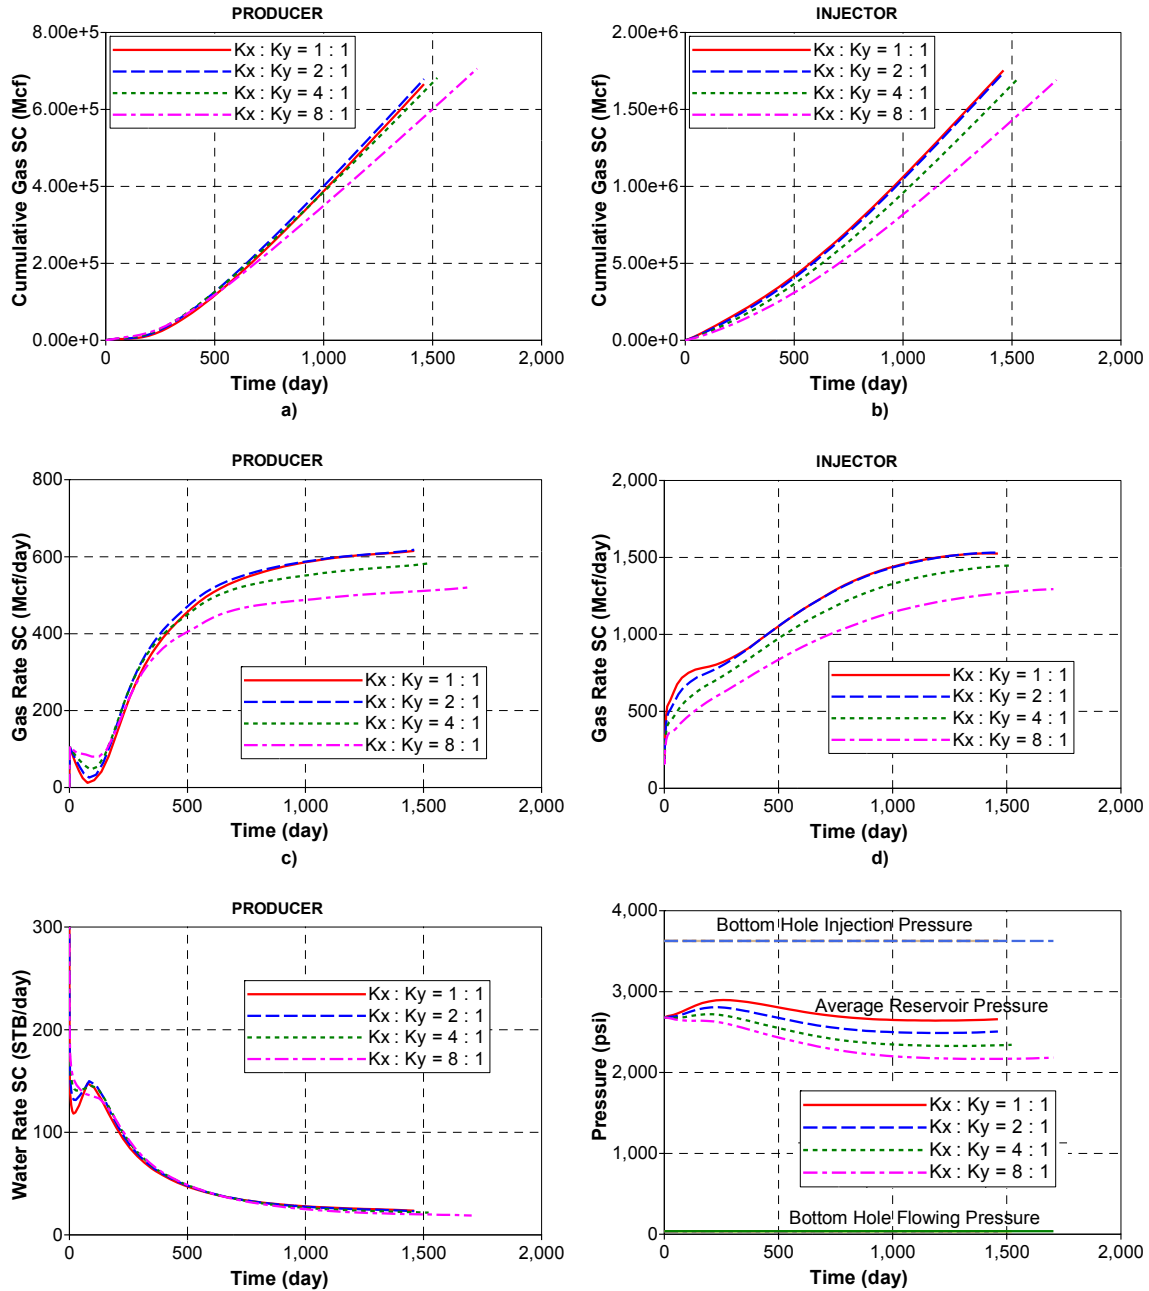 PRODUCER
8.00e+5
6.00e+5
4.00e+5
2.00e+5
0.00e+0
Cumulative Gas SC (Mcf)
Kx : Ky = 1 : 1
Kx : Ky = 2 : 1
Kx : Ky = 4 : 1
Kx : Ky = 8 : 1
0 500 1,000 1,500 2,000
Time (day)
a)
INJECTOR
2.00e+6
1.50e+6
1.00e+6
5.00e+5
0.00e+0
Cumulative Gas SC (Mcf)
Kx : Ky = 1 : 1
Kx : Ky = 2 : 1
Kx : Ky = 4 : 1
Kx : Ky = 8 : 1
0 500 1,000 1,500 2,000
Time (day)
b)
PRODUCER
800
600
400
200
0
Gas Rate SC (Mcf/day)
Kx : Ky = 1 : 1
Kx : Ky = 2 : 1
Kx : Ky = 4 : 1
Kx : Ky = 8 : 1
0 500 1,000 1,500 2,000
Time (day)
c)
INJECTOR
2,000
1,500
1,000
500
0
Gas Rate SC (Mcf/day)
Kx : Ky = 1 : 1
Kx : Ky = 2 : 1
Kx : Ky = 4 : 1
Kx : Ky = 8 : 1
0 500 1,000 1,500 2,000
Time (day)
d)
PRODUCER
300
200
100
0
Water Rate SC (STB/day)
Kx : Ky = 1 : 1
Kx : Ky = 2 : 1
Kx : Ky = 4 : 1
Kx : Ky = 8 : 1
0 500 1,000 1,500 2,000
Time (day)
4,000
3,000
2,000
1,000
0
Pressure (psi)
Bottom Hole Injection Pressure
Average Reservoir Pressure
Kx : Ky = 1 : 1
Kx : Ky = 2 : 1
Kx : Ky = 4 : 1
Kx : Ky = 8 : 1
Bottom Hole Flowing Pressure
0 500 1,000 1,500 2,000
Time (day)